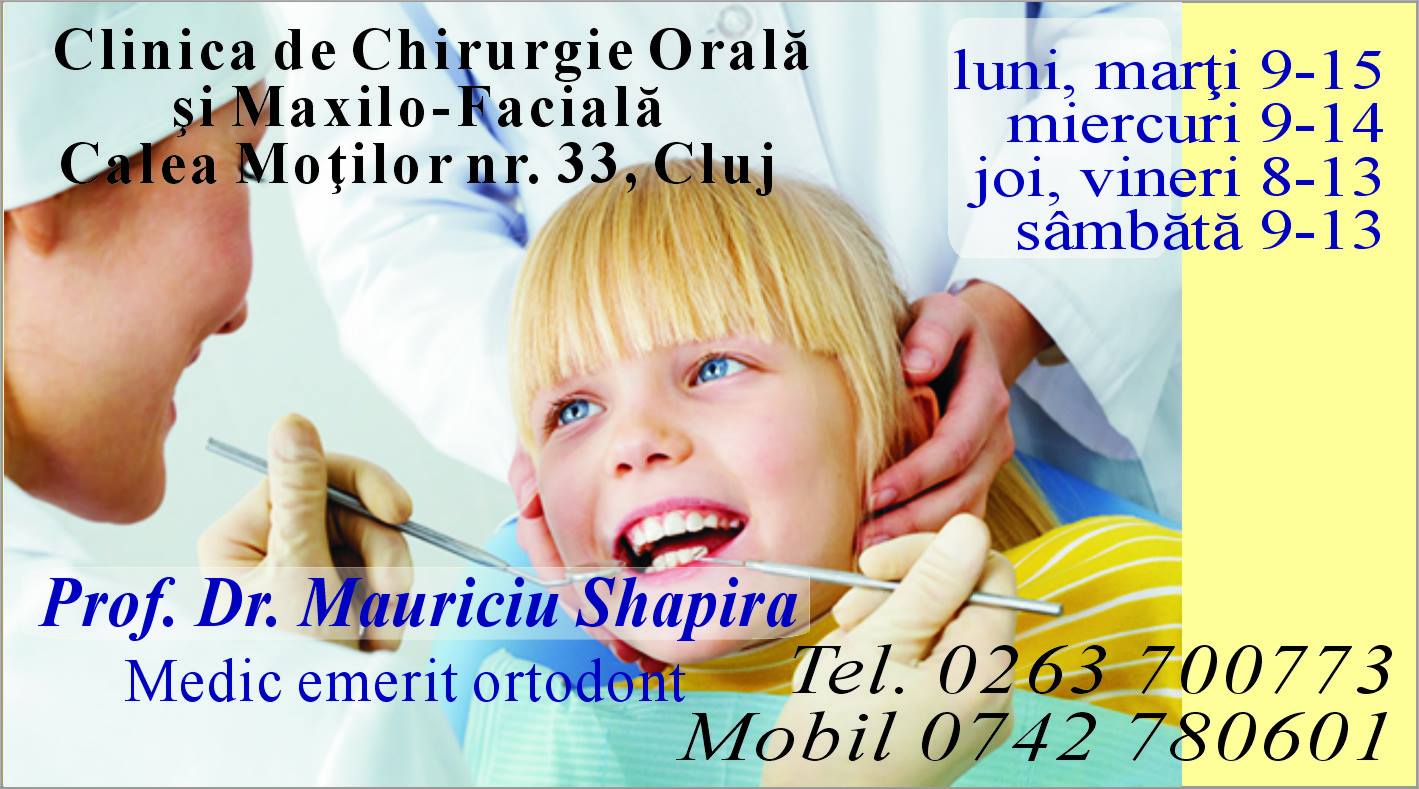 Clinica de Chirurgie Orală
şi Maxilo-Facială
Calea Moţilor nr. 33, Cluj
luni, marţi 9-15
miercuri 9-14
joi, vineri 8-13
sâmbătă 9-13
Prof. Dr. Mauriciu Shapira
Medic emerit ortodont
Tel. 0263 700773
Mobil 0742 780601